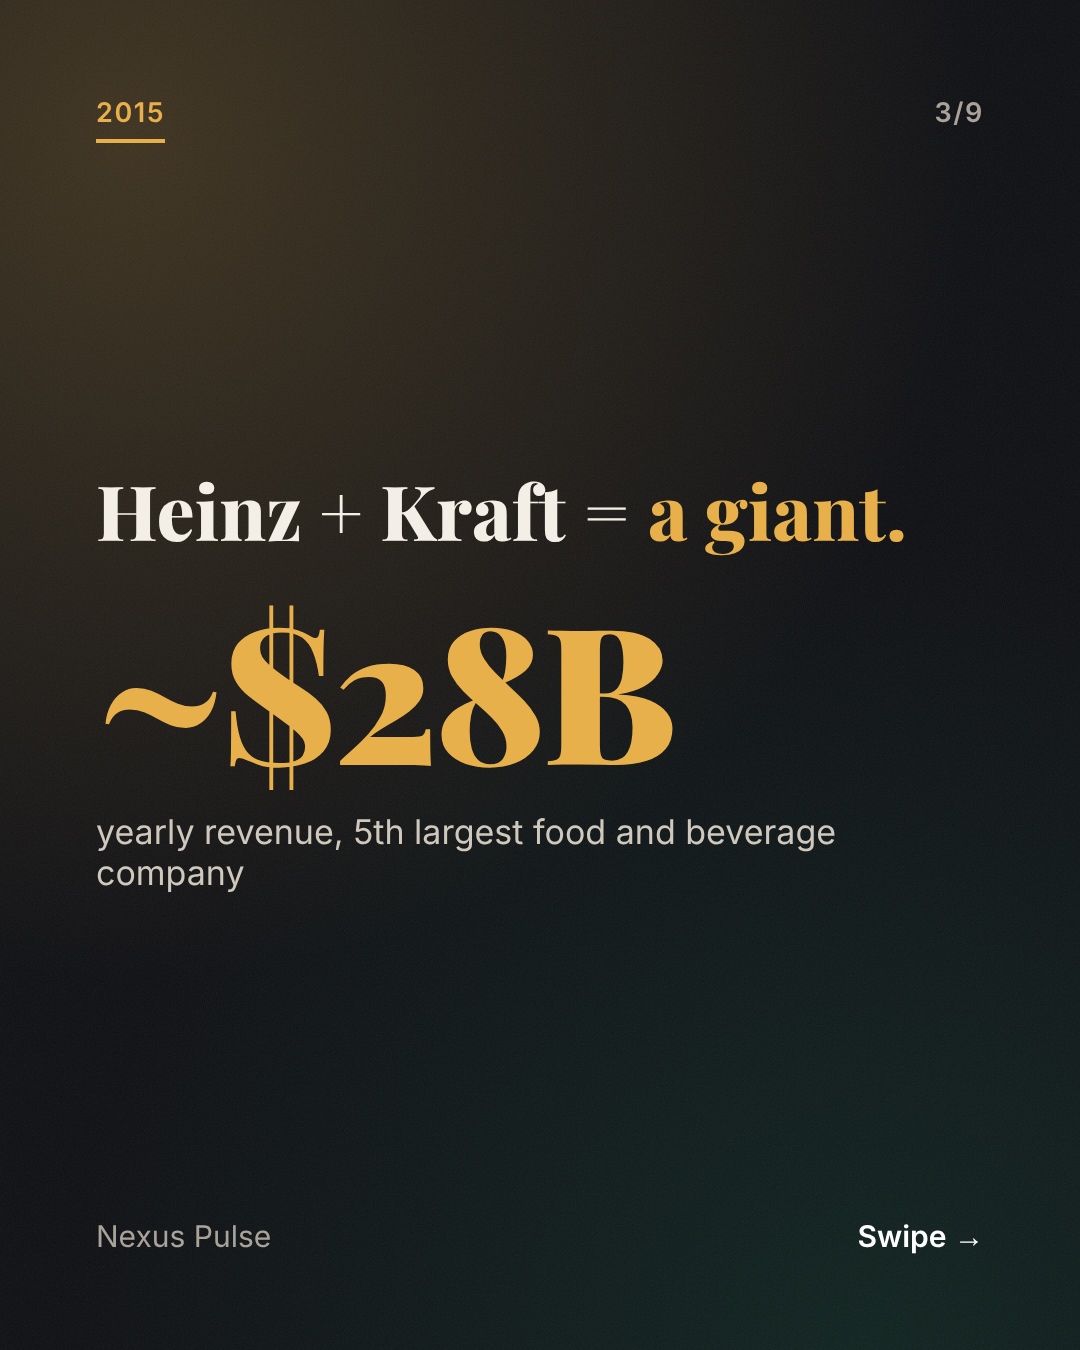 2015
3/9
Heinz + Kraft = a giant.
~$28B
yearly revenue, 5th largest food and beverage
company
Nexus Pulse
Swipe →